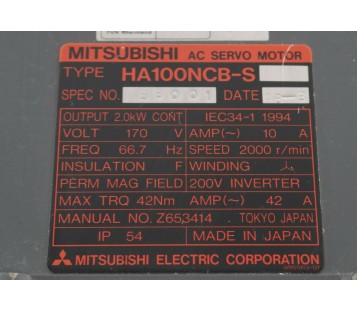 MITSUBISHI AC SERVO MOTOR
TYPE HA100NCB-S
SPEC NO. DATE
OUTPUT 2.0kW CONT IEC34-1 1994
VOLT 170 V AMP(~) 10 A
FREQ 66.7 Hz SPEED 2000 r/min
INSULATION F WINDING
PERM MAG FIELD 200V INVERTER
MAX TRQ 42Nm AMP(~) 42 A
MANUAL NO. Z653414 . TOKYO JAPAN
IP 54 MADE IN JAPAN
MITSUBISHI ELECTRIC CORPORATION